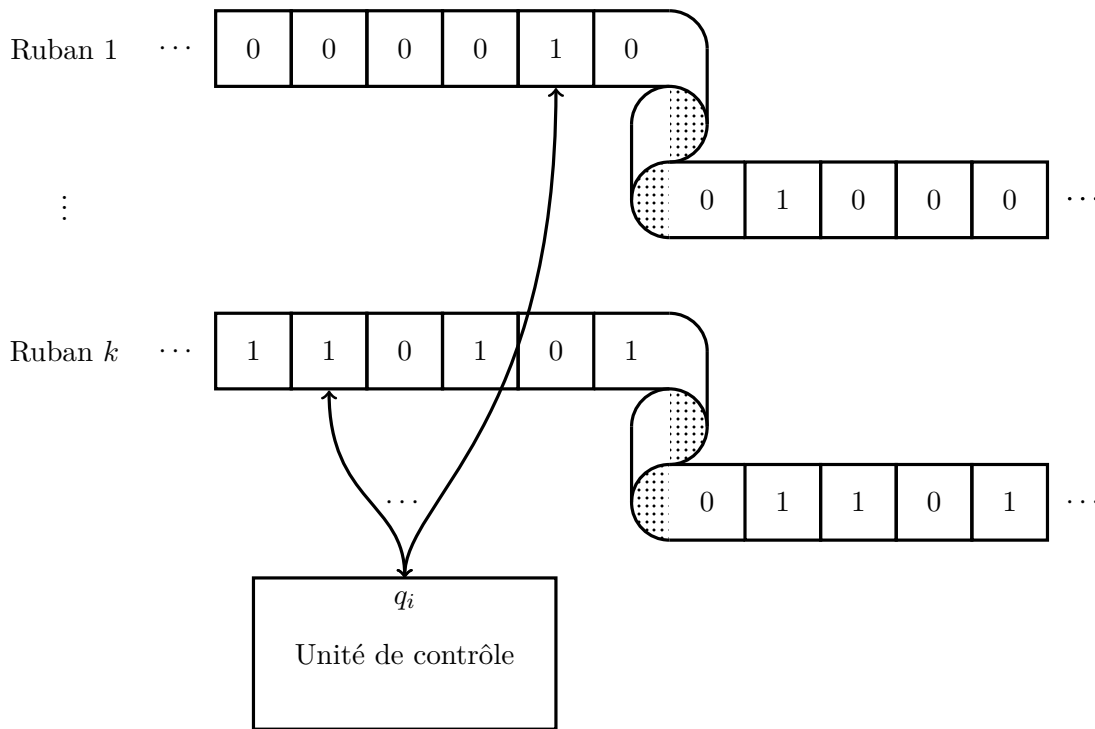 Ruban 1 ⋯ 0 0 0 0 1 0
0 1 0 0 0 ⋯
⋮
Ruban k ⋯ 1 1 0 1 0 1
0 1 1 0 1 ⋯
⋯
qᵢ
Unité de contrôle